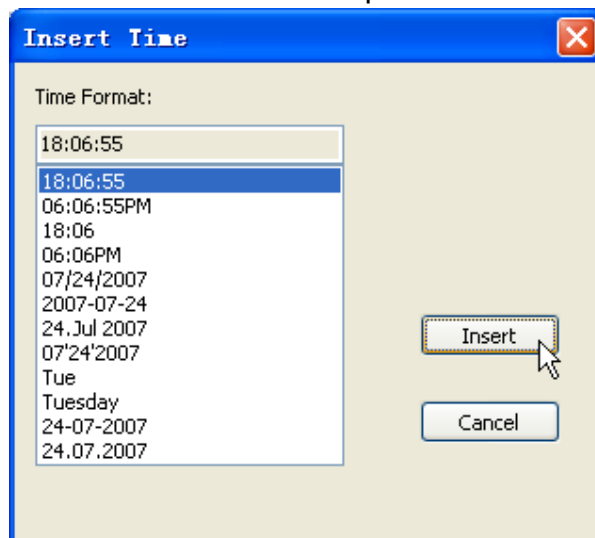 Insert Time
Time Format:
18:06:55
18:06:55
06:06:55PM
18:06
06:06PM
07/24/2007
2007-07-24
24.Jul 2007
07'24'2007
Tue
Tuesday
24-07-2007
24.07.2007
Insert
Cancel